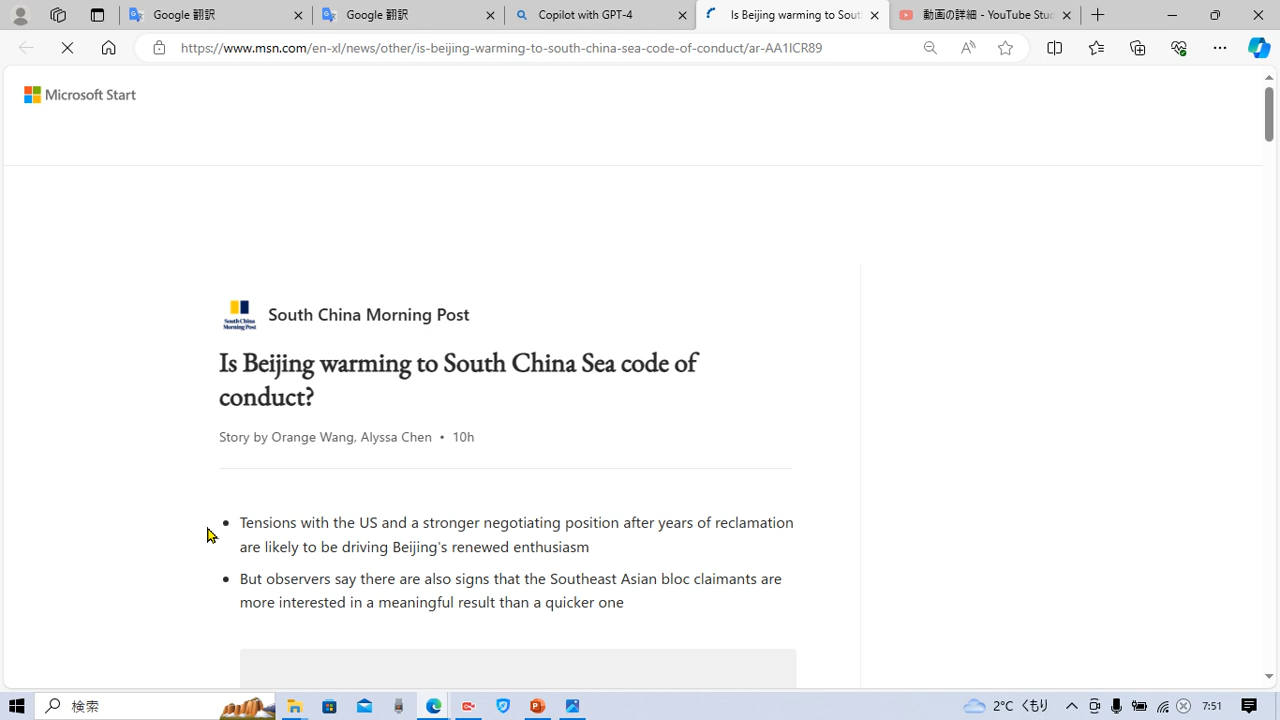 Google 翻訳
Google 翻訳
Copilot with GPT-4
Is Beijing warming to Sout
動画の詳細 - YouTube Stud
https://www.msn.com/en-xl/news/other/is-beijing-warming-to-south-china-sea-code-of-conduct/ar-AA1ICR89
Microsoft Start
South China Morning Post
South China Morning Post
Is Beijing warming to South China Sea code of
conduct?
Story by Orange Wang, Alyssa Chen • 10h
• Tensions with the US and a stronger negotiating position after years of reclamation
are likely to be driving Beijing's renewed enthusiasm
• But observers say there are also signs that the Southeast Asian bloc claimants are
more interested in a meaningful result than a quicker one
検索
2°C くもり
7:51